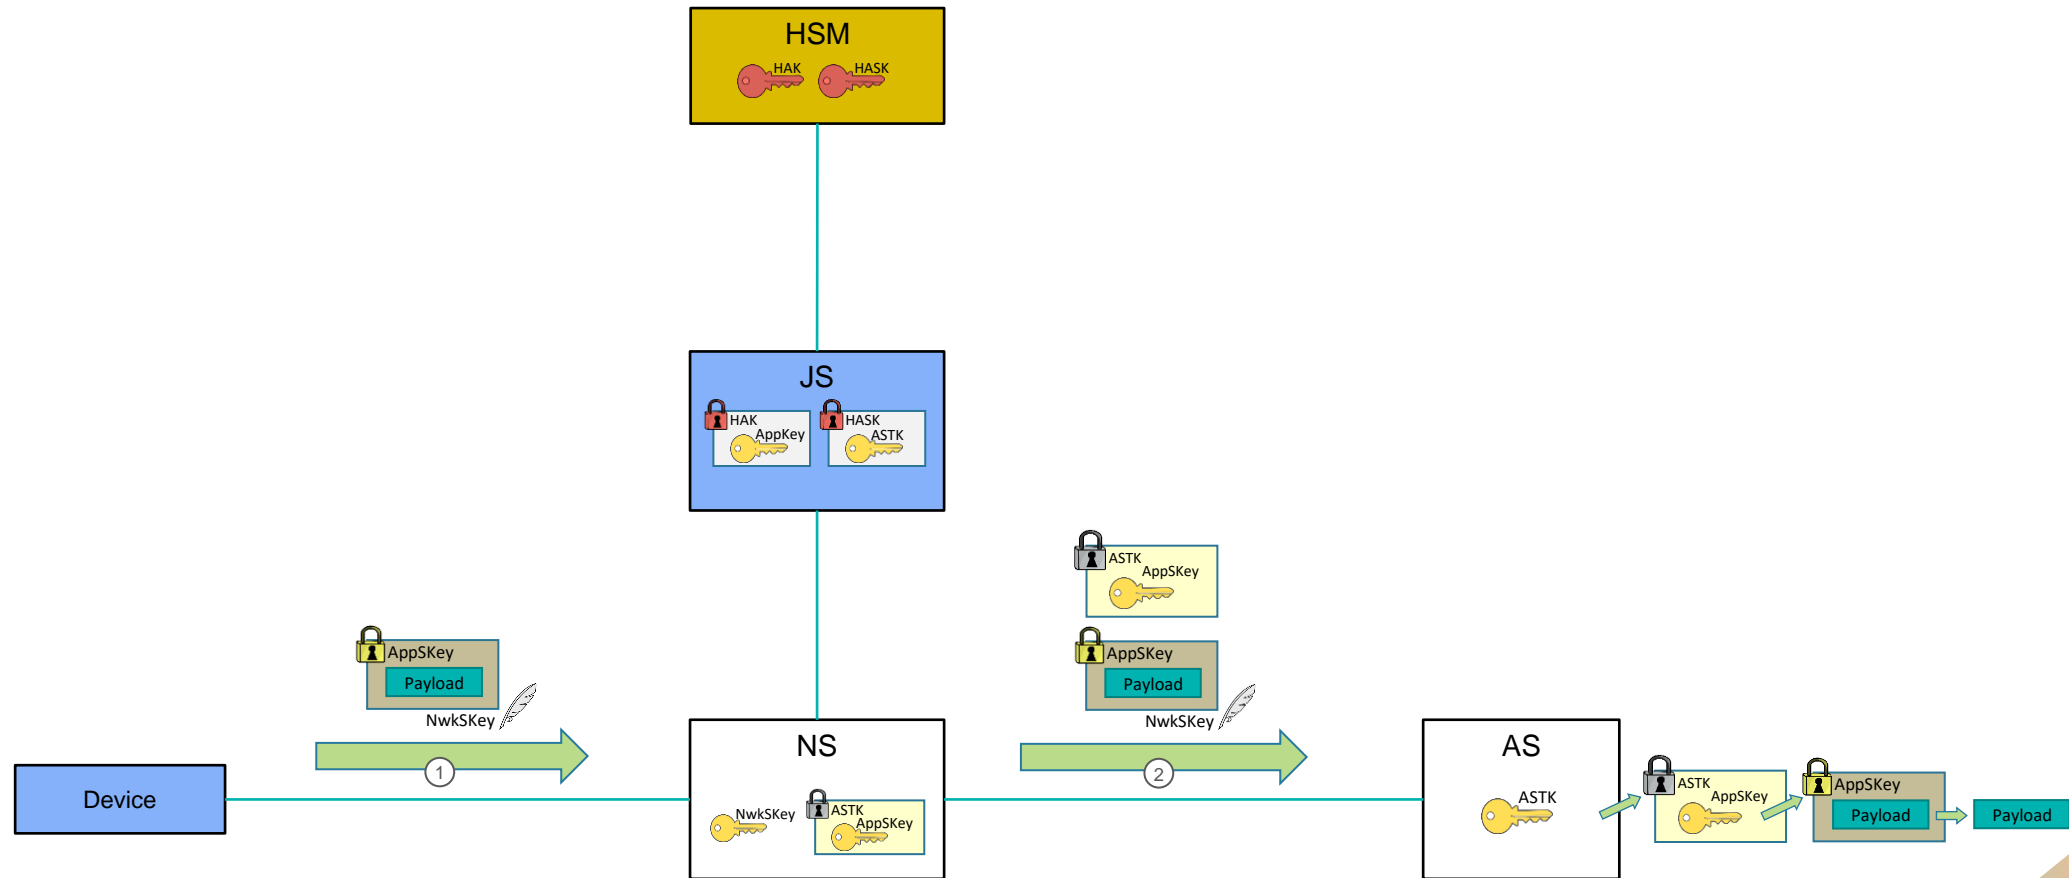 HSM
HAK
HASK
JS
HAK
AppKey
HASK
ASTK
ASTK
AppSKey
AppSKey
Payload
NwkSKey
1
AppSKey
Payload
NwkSKey
2
Device
NS
NwkSKey
ASTK
AppSKey
AS
ASTK
ASTK
AppSKey
AppSKey
Payload
Payload